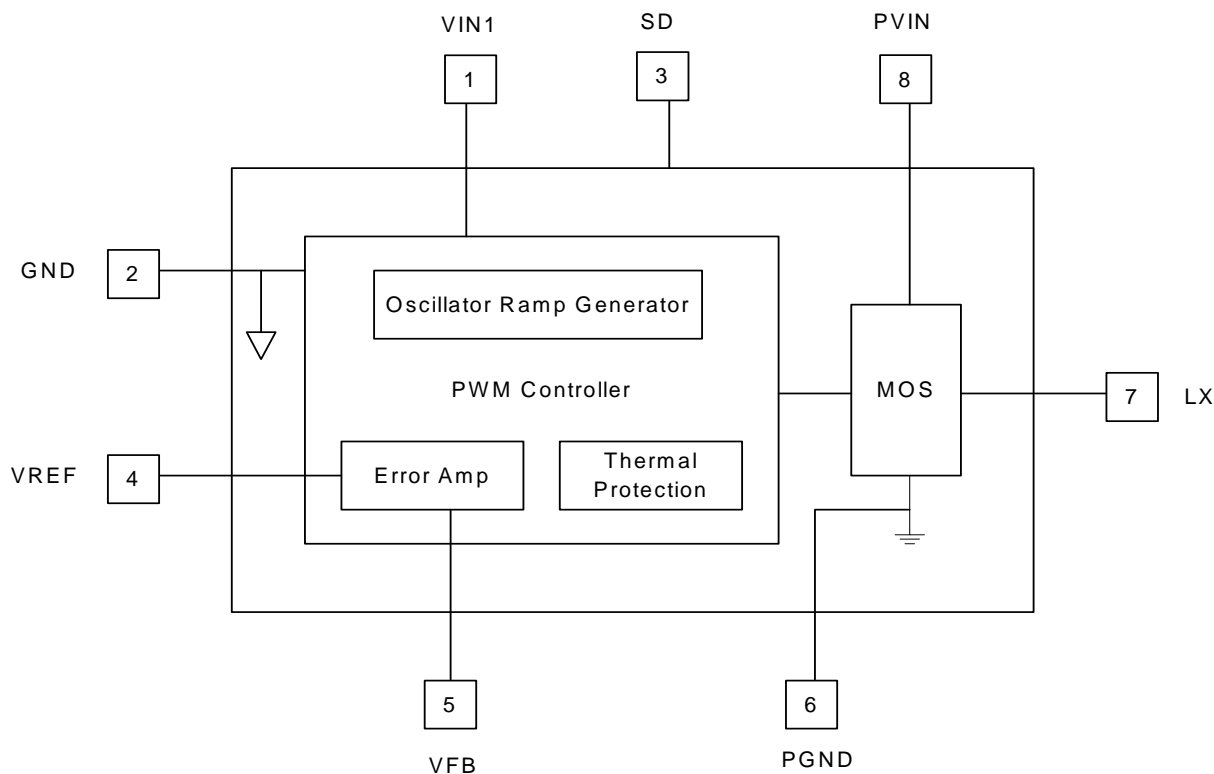 VIN1
SD
PVIN
1
3
8
GND
2
Oscillator Ramp Generator
PWM Controller
MOS
7
LX
VREF
4
Error Amp
Thermal
Protection
5
6
VFB
PGND